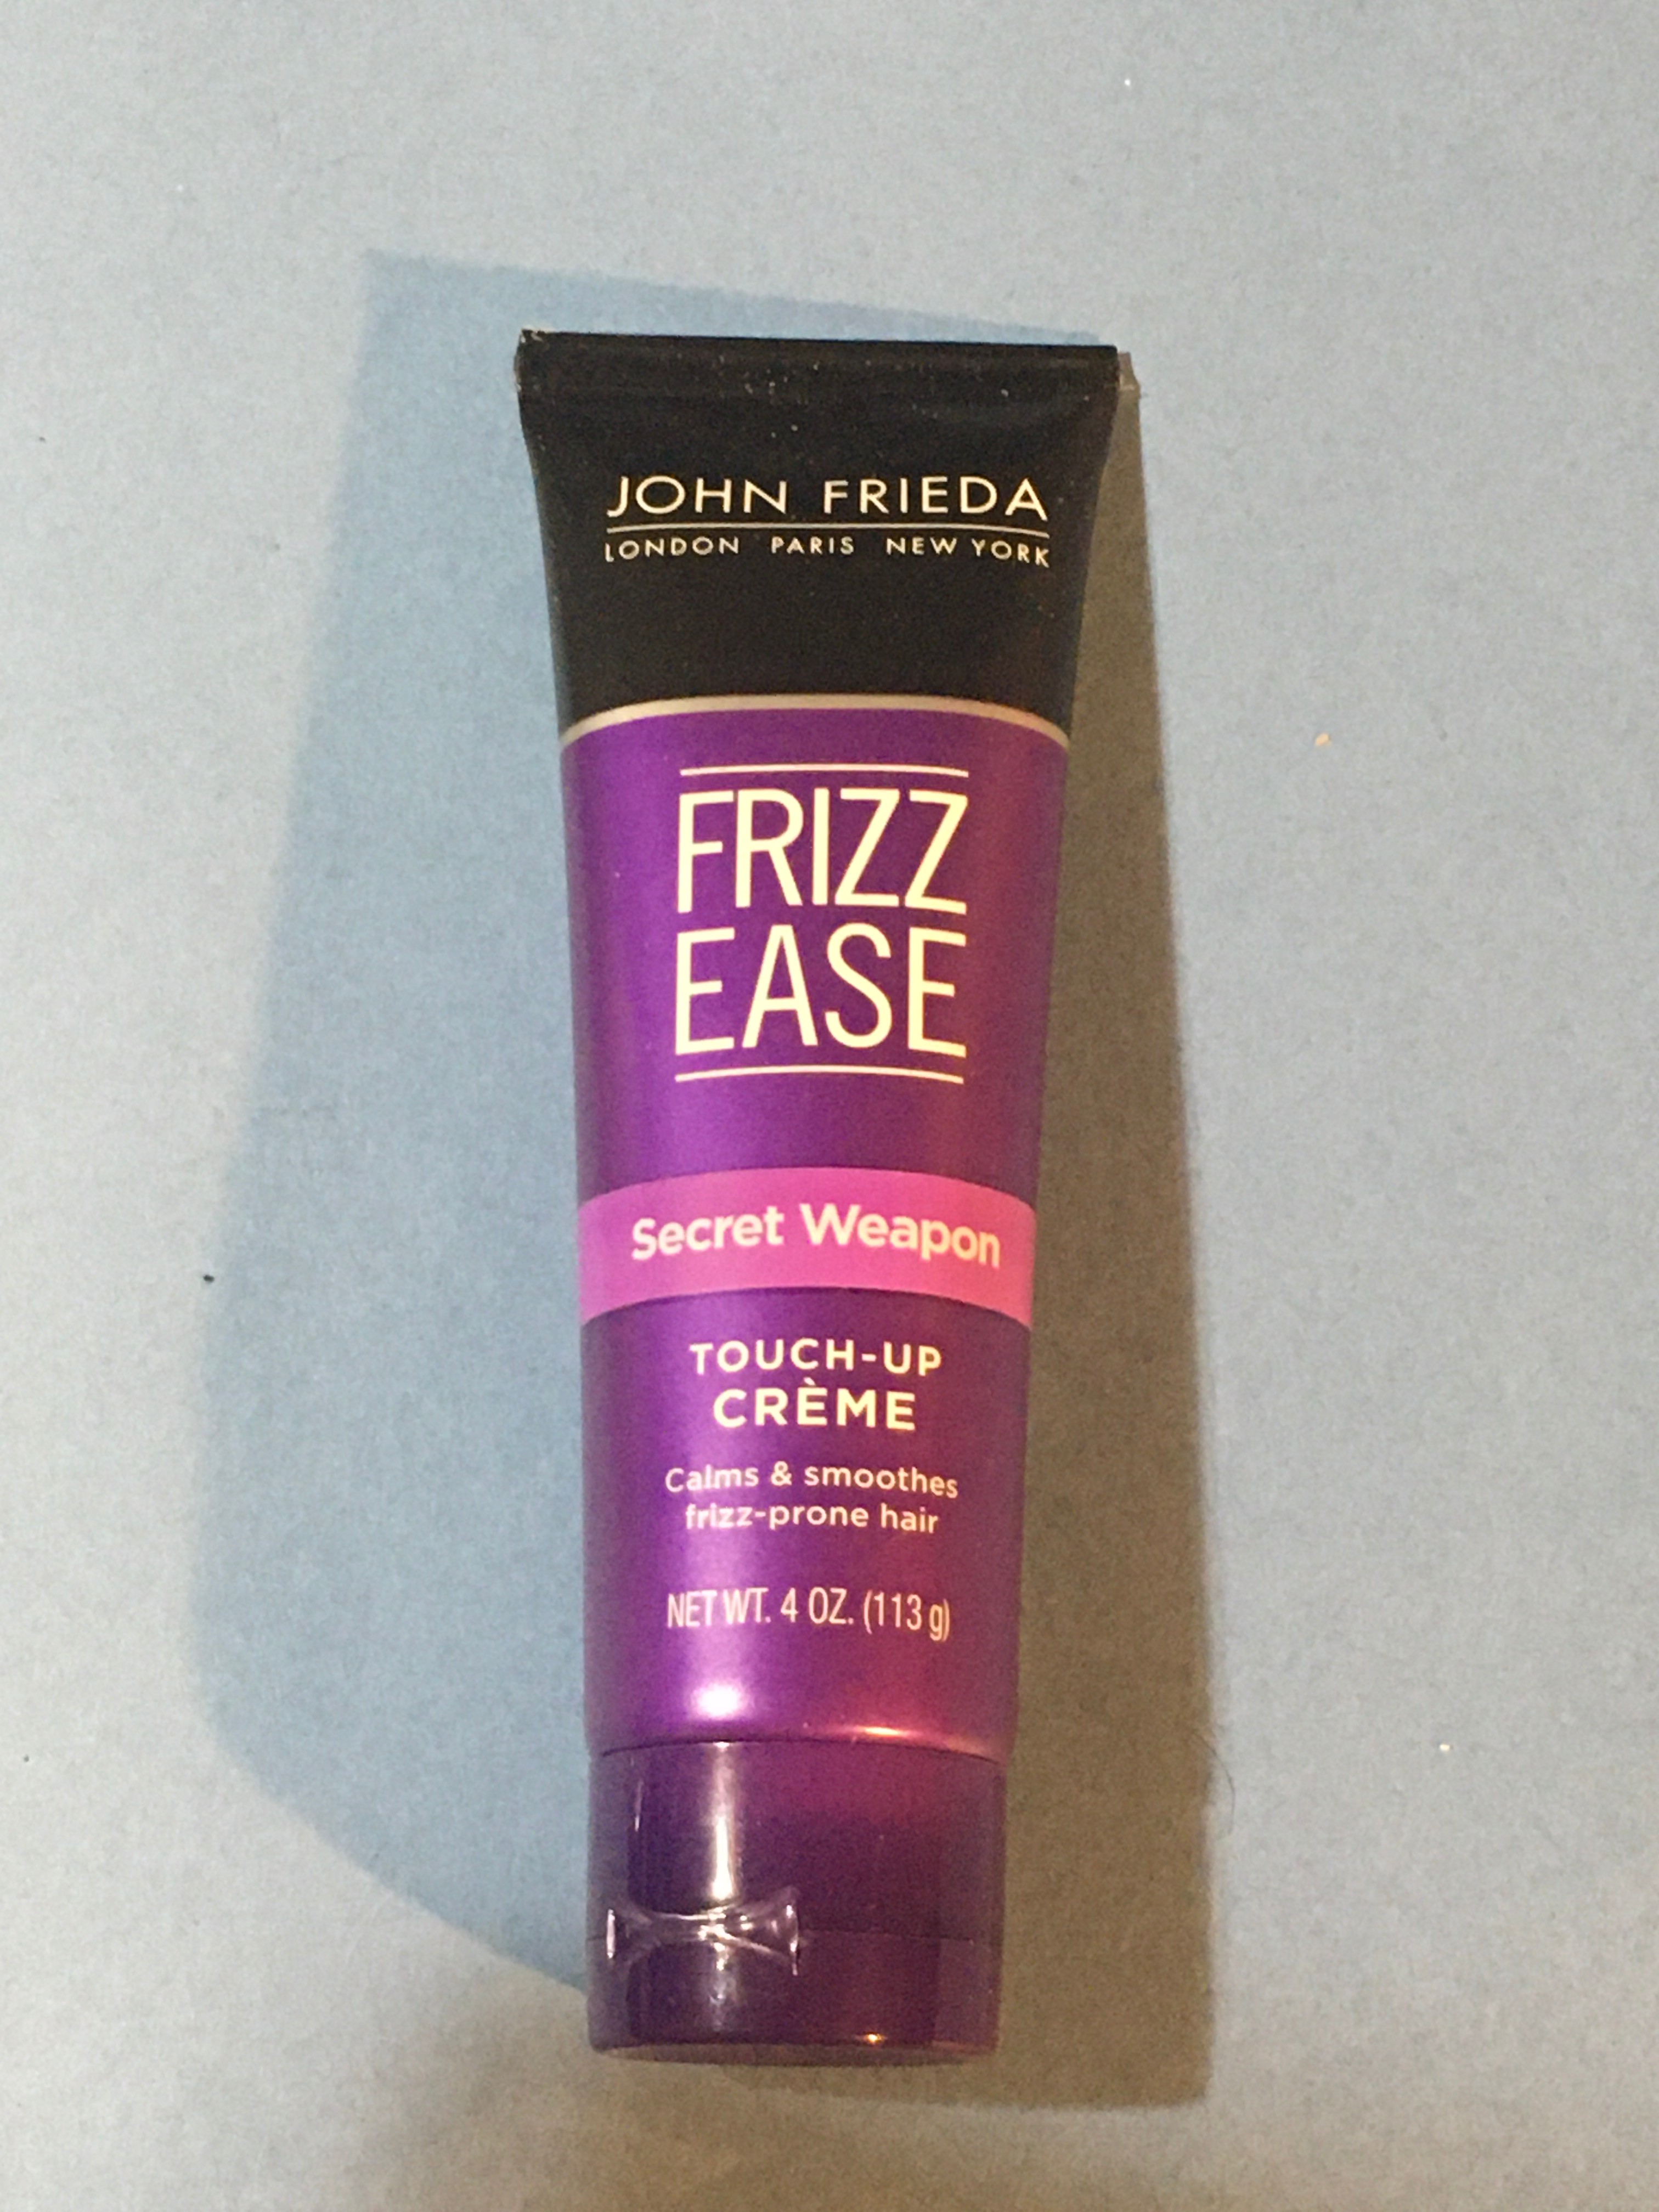 JOHN FRIEDA
LONDON PARIS NEW YORK
FRIZZ
EASE
Secret Weapon
TOUCH-UP
CRÈME
Calms & smoothes
frizz-prone hair
NET WT. 4 OZ. (113 g)